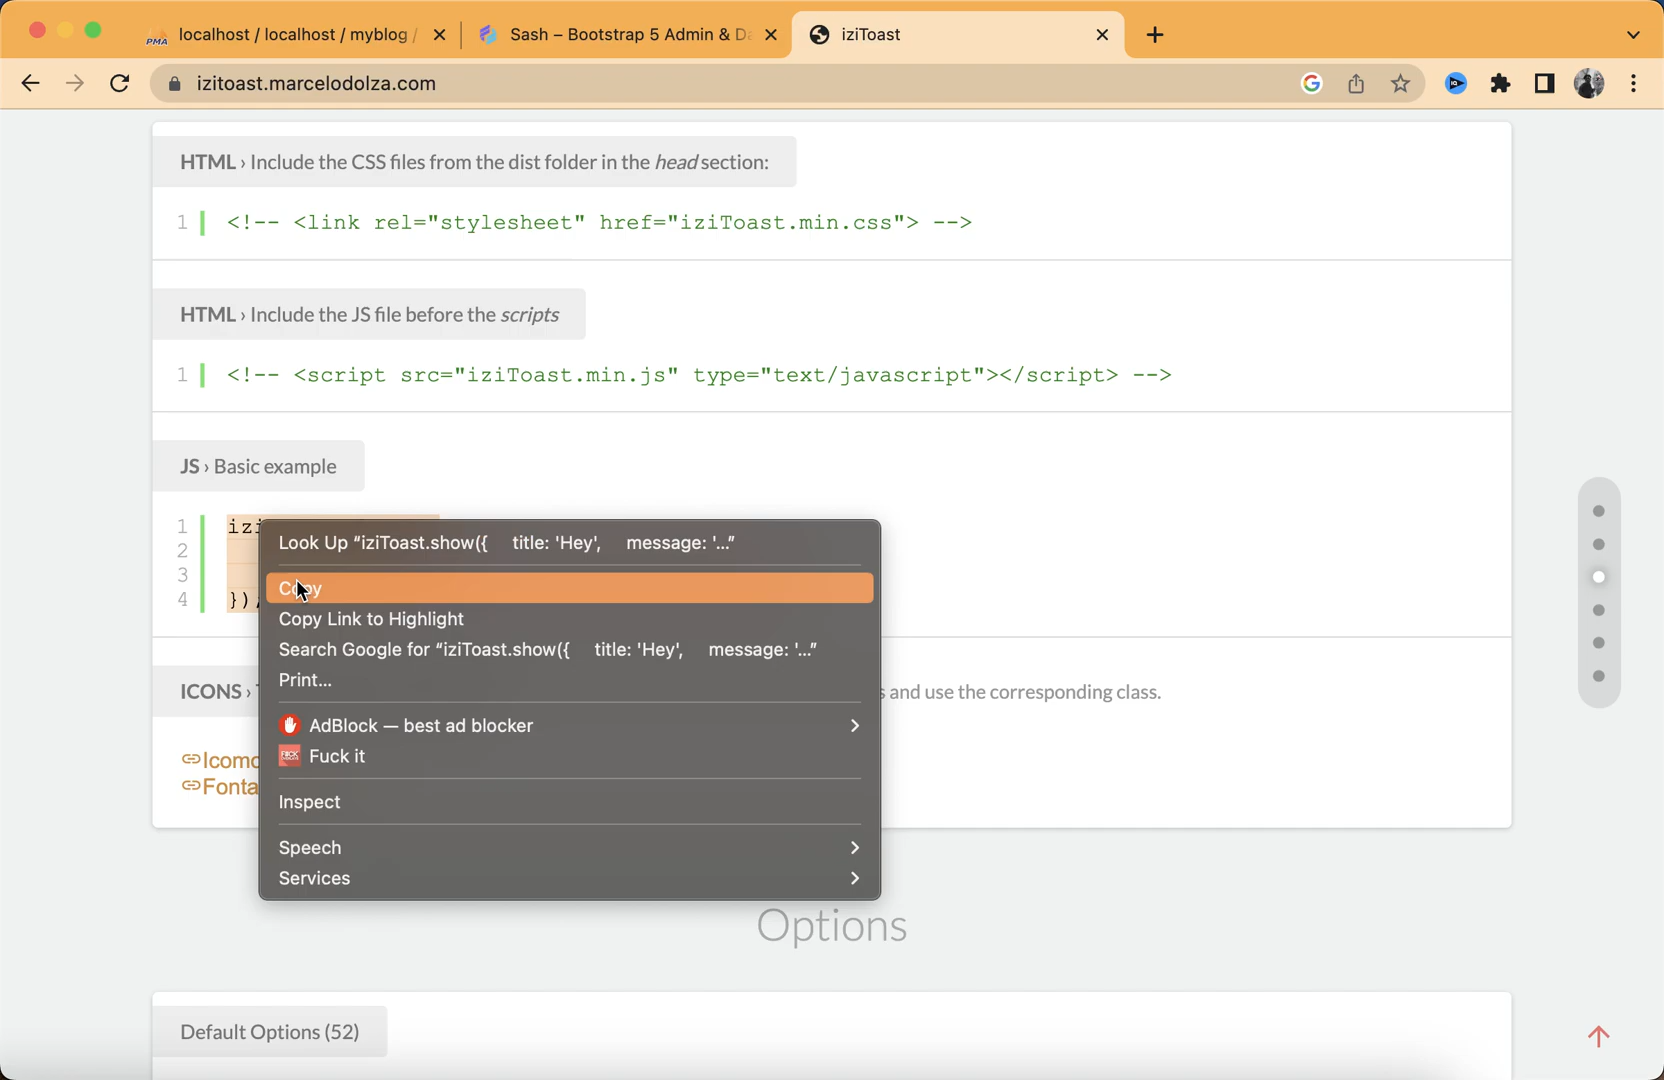 PMA localhost / localhost / myblog /
Sash – Bootstrap 5 Admin & Da
iziToast
izitoast.marcelodolza.com
HTML › Include the CSS files from the dist folder in the head section:
1 <!-- <link rel="stylesheet" href="iziToast.min.css"> -->
HTML › Include the JS file before the scripts
1 <!-- <script src="iziToast.min.js" type="text/javascript"></script> -->
JS › Basic example
1 izi
2
3
4 });
Look Up “iziToast.show({ title: 'Hey', message: '...”
Copy
Copy Link to Highlight
Search Google for “iziToast.show({ title: 'Hey', message: '...”
Print...
AdBlock — best ad blocker
Fuck it
Inspect
Speech
Services
ICONS ›
s and use the corresponding class.
Icomo
Fonta
Options
Default Options (52)